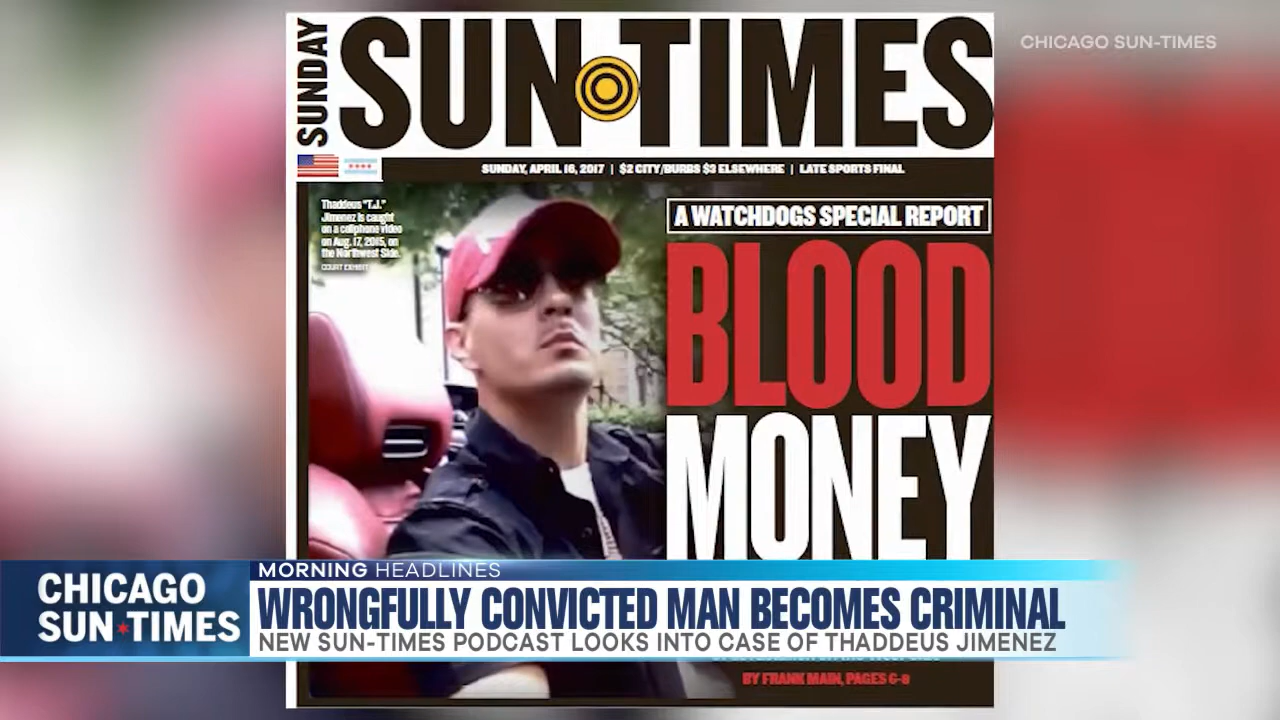 CHICAGO SUN-TIMES
SUNDAY
SUN-TIMES
SUNDAY, APRIL 16, 2017 | $2 CITY/BURBS $3 ELSEWHERE | LATE SPORTS FINAL
Thaddeus "T.J."
Jimenez is caught
on a cellphone video
on Aug. 17, 2015, on
the Northwest Side.
COURT EXHIBIT
A WATCHDOGS SPECIAL REPORT
BLOOD
MONEY
MORNING HEADLINES
CHICAGO
SUN★TIMES
WRONGFULLY CONVICTED MAN BECOMES CRIMINAL
NEW SUN-TIMES PODCAST LOOKS INTO CASE OF THADDEUS JIMENEZ
BY FRANK MAIN, PAGES 6-8